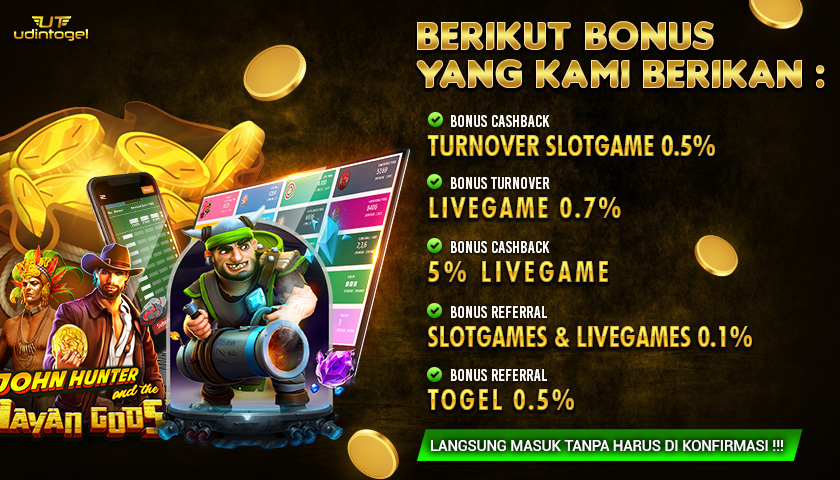 UT
udintogel
BERIKUT BONUS
YANG KAMI BERIKAN :
BONUS CASHBACK
TURNOVER SLOTGAME 0.5%
BONUS TURNOVER
LIVEGAME 0.7%
BONUS CASHBACK
5% LIVEGAME
BONUS REFERRAL
SLOTGAMES & LIVEGAMES 0.1%
BONUS REFERRAL
TOGEL 0.5%
LANGSUNG MASUK TANPA HARUS DI KONFIRMASI !!!
JOHN HUNTER
and the
MAYAN GODS